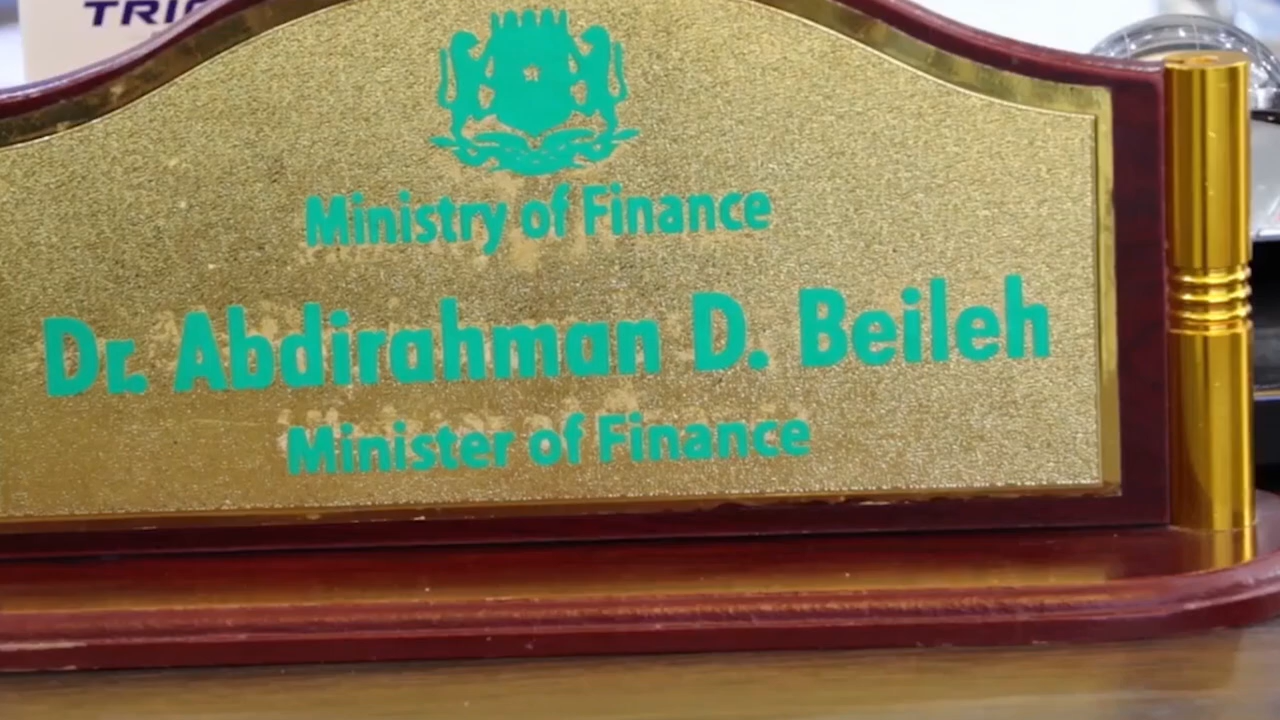 Ministry of Finance
Dr. Abdirahman D. Beileh
Minister of Finance